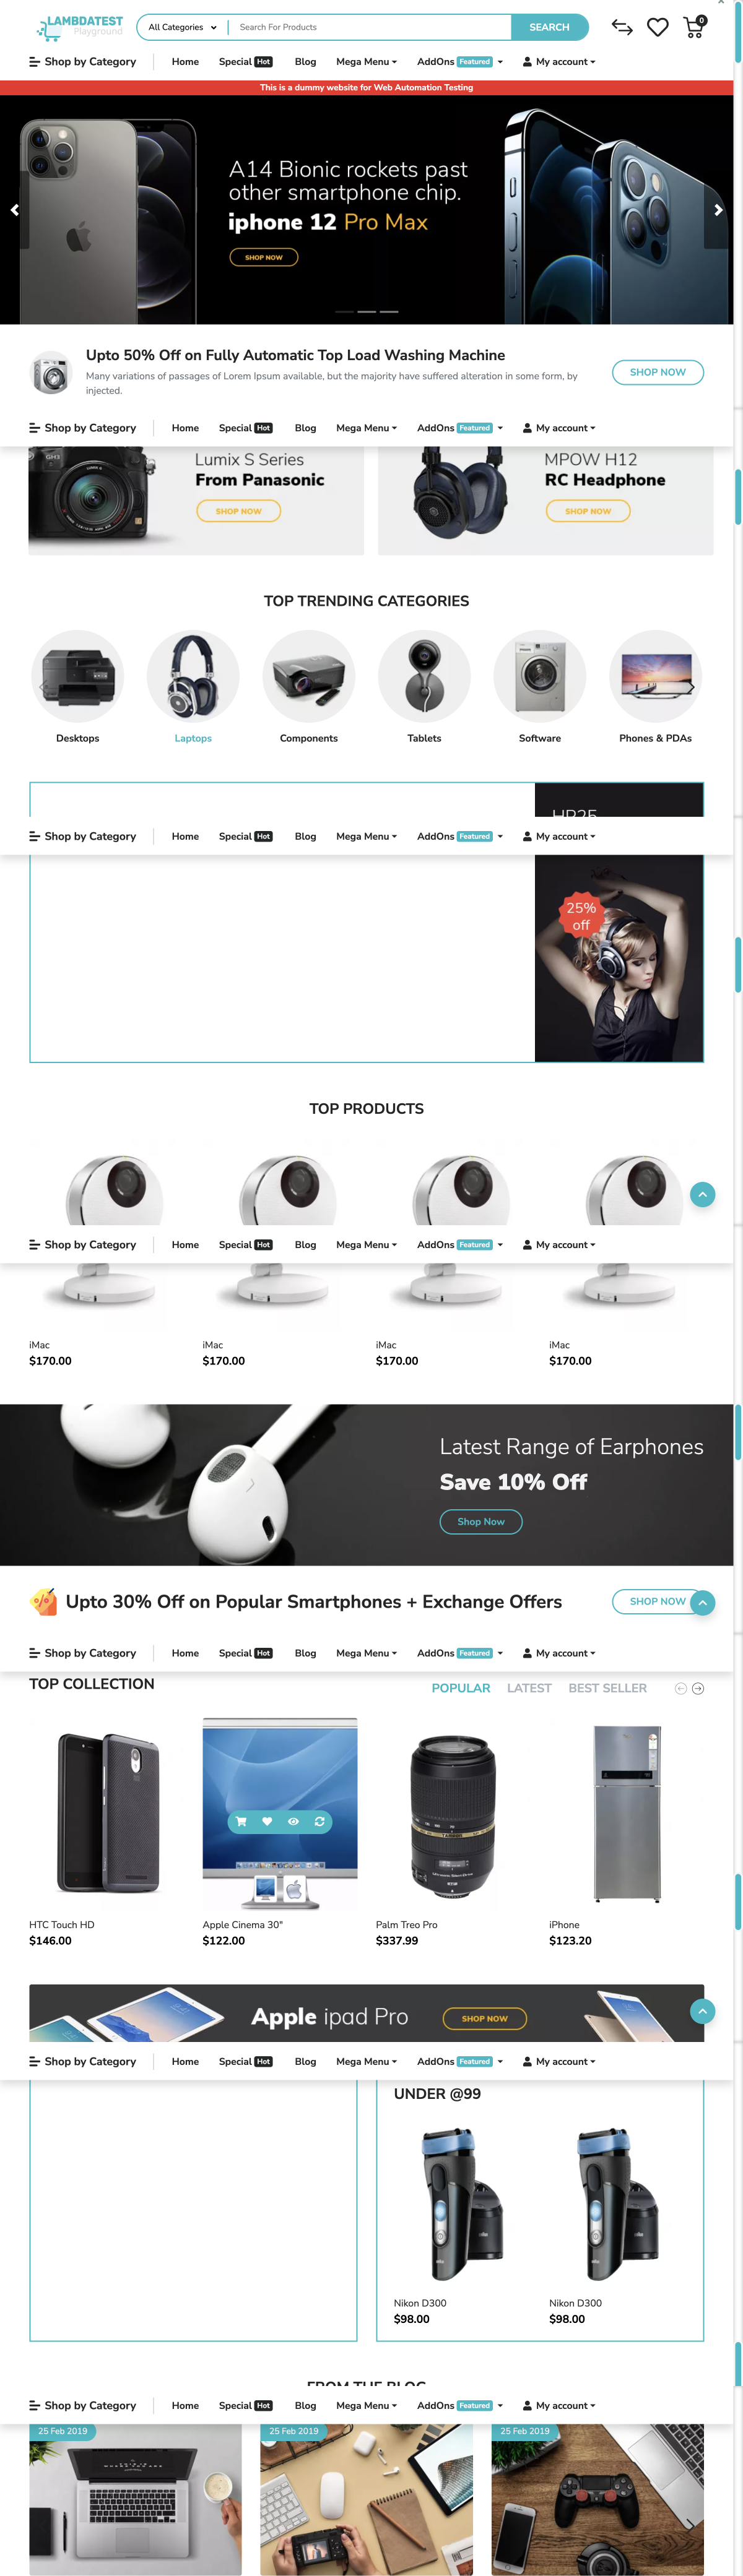 LAMBDATEST
Playground
All Categories
Search For Products
SEARCH
0
Shop by Category
Home
Special Hot
Blog
Mega Menu
AddOns Featured
My account
This is a dummy website for Web Automation Testing
A14 Bionic rockets past
other smartphone chip.
iphone 12 Pro Max
SHOP NOW
Upto 50% Off on Fully Automatic Top Load Washing Machine
Many variations of passages of Lorem Ipsum available, but the majority have suffered alteration in some form, by
injected.
SHOP NOW
Shop by Category
Home
Special Hot
Blog
Mega Menu
AddOns Featured
My account
GH3
Lumix S Series
From Panasonic
SHOP NOW
MPOW H12
RC Headphone
SHOP NOW
TOP TRENDING CATEGORIES
Desktops
Laptops
Components
Tablets
Software
Phones & PDAs
HP25
Shop by Category
Home
Special Hot
Blog
Mega Menu
AddOns Featured
My account
25%
off
TOP PRODUCTS
Shop by Category
Home
Special Hot
Blog
Mega Menu
AddOns Featured
My account
iMac
$170.00
iMac
$170.00
iMac
$170.00
iMac
$170.00
Latest Range of Earphones
Save 10% Off
Shop Now
Upto 30% Off on Popular Smartphones + Exchange Offers
SHOP NOW
Shop by Category
Home
Special Hot
Blog
Mega Menu
AddOns Featured
My account
TOP COLLECTION
POPULAR
LATEST
BEST SELLER
TAMRON
HTC Touch HD
$146.00
Apple Cinema 30"
$122.00
Palm Treo Pro
$337.99
iPhone
$123.20
Apple ipad Pro
SHOP NOW
Shop by Category
Home
Special Hot
Blog
Mega Menu
AddOns Featured
My account
UNDER @99
Nikon D300
$98.00
Nikon D300
$98.00
FROM THE BLOG
Shop by Category
Home
Special Hot
Blog
Mega Menu
AddOns Featured
My account
25 Feb 2019
25 Feb 2019
25 Feb 2019